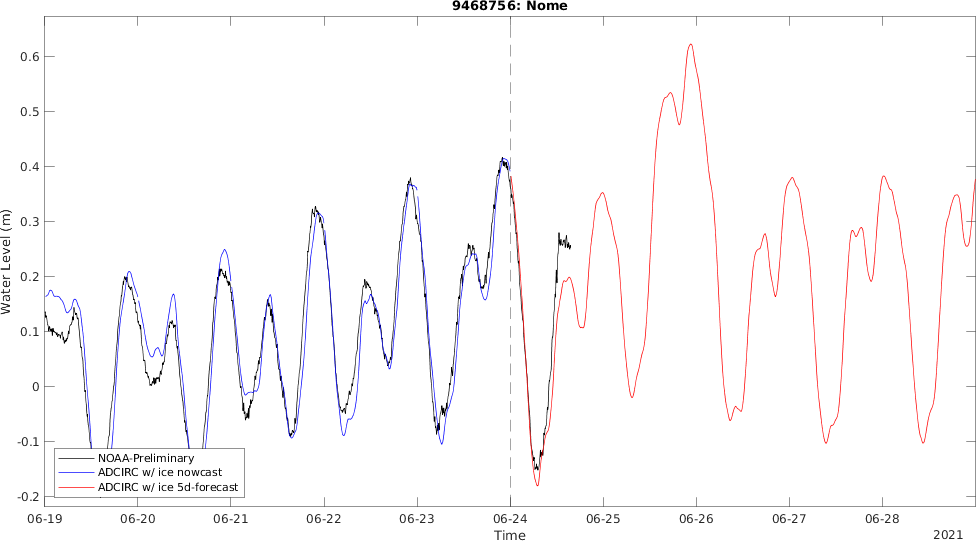 9468756: Nome
Water Level (m)
0.6
0.5
0.4
0.3
0.2
0.1
0
-0.1
-0.2
NOAA-Preliminary
ADCIRC w/ ice nowcast
ADCIRC w/ ice 5d-forecast
06-19 06-20 06-21 06-22 06-23 06-24 06-25 06-26 06-27 06-28
Time
2021